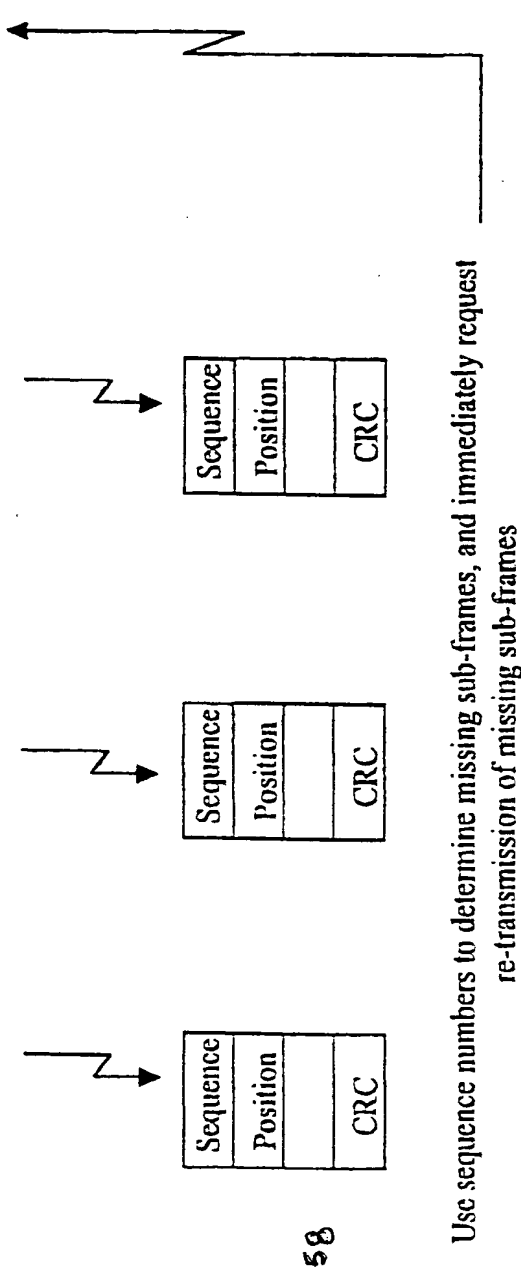 58
Sequence
Position
CRC
Sequence
Position
CRC
Sequence
Position
CRC
Use sequence numbers to determine missing sub-frames, and immediately request
re-transmission of missing sub-frames